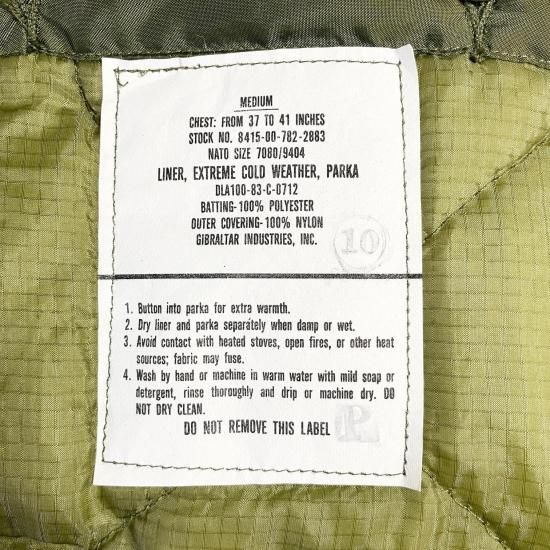 MEDIUM
CHEST: FROM 37 TO 41 INCHES
STOCK NO. 8415-00-782-2883
NATO SIZE 7080/9404
LINER, EXTREME COLD WEATHER, PARKA
DLA100-83-C-0712
BATTING-100% POLYESTER
OUTER COVERING-100% NYLON
GIBRALTAR INDUSTRIES, INC.
10
1. Button into parka for extra warmth.
2. Dry liner and parka separately when damp or wet.
3. Avoid contact with heated stoves, open fires, or other heat
sources; fabric may fuse.
4. Wash by hand or machine in warm water with mild soap or
detergent, rinse thoroughly and drip or machine dry. DO
NOT DRY CLEAN.
DO NOT REMOVE THIS LABEL